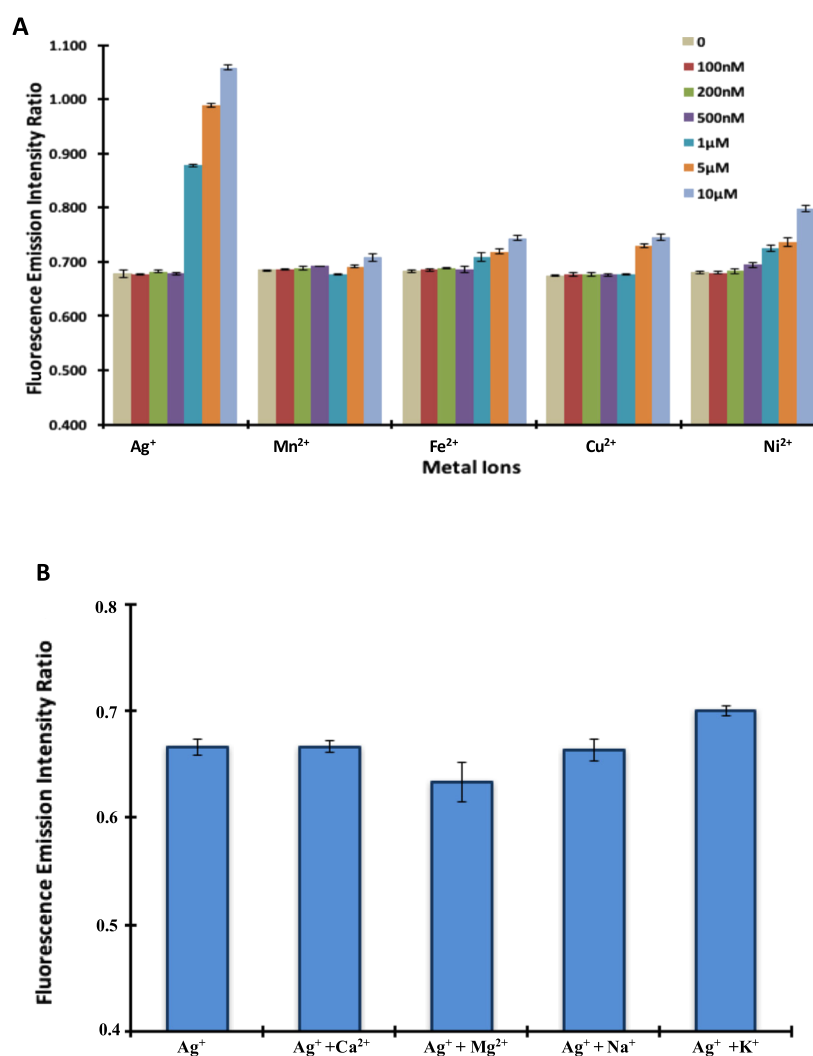 A
Fluorescence Emission Intensity Ratio
1.100
1.000
0.900
0.800
0.700
0.600
0.500
0.400
0
100nM
200nM
500nM
1µM
5µM
10µM
Ag⁺ Mn²⁺ Fe²⁺ Cu²⁺ Ni²⁺
Metal Ions
B
Fluorescence Emission Intensity Ratio
0.8
0.7
0.6
0.5
0.4
Ag⁺ Ag⁺ +Ca²⁺ Ag⁺ + Mg²⁺ Ag⁺ + Na⁺ Ag⁺ +K⁺